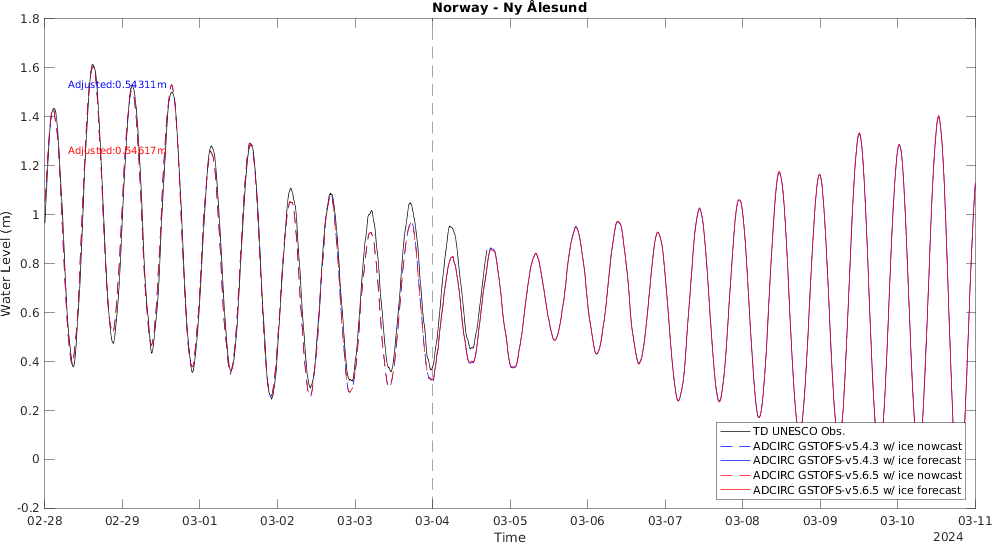 Norway - Ny Ålesund
1.8
1.6
1.4
1.2
1
0.8
0.6
0.4
0.2
0
-0.2
Water Level (m)
Adjusted:0.54311m
Adjusted:0.54617m
TD UNESCO Obs.
ADCIRC GSTOFS-v5.4.3 w/ ice nowcast
ADCIRC GSTOFS-v5.4.3 w/ ice forecast
ADCIRC GSTOFS-v5.6.5 w/ ice nowcast
ADCIRC GSTOFS-v5.6.5 w/ ice forecast
02-28 02-29 03-01 03-02 03-03 03-04 03-05 03-06 03-07 03-08 03-09 03-10 03-11
Time
2024